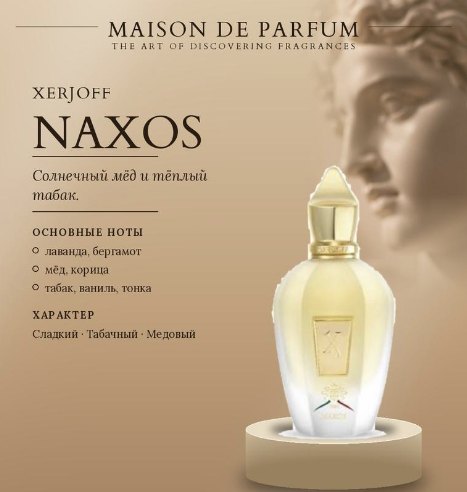 MAISON DE PARFUM
THE ART OF DISCOVERING FRAGRANCES
XERJOFF
NAXOS
Солнечный мёд и тёплый
табак.
ОСНОВНЫЕ НОТЫ
лаванда, бергамот
мёд, корица
табак, ваниль, тонка
ХАРАКТЕР
Сладкий · Табачный · Медовый
NAXOS